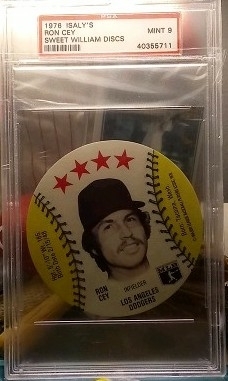 1976 ISALY'S
RON CEY MINT 9
SWEET WILLIAM DISCS 40355711
RON
CEY
INFIELDER
LOS ANGELES
DODGERS